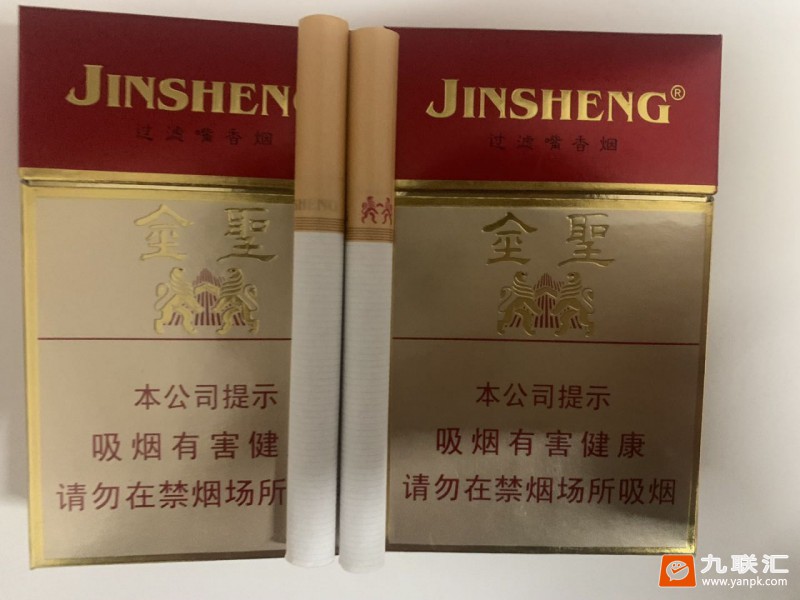 JINSHENG
过滤嘴香烟
金聖
本公司提示
吸烟有害健
请勿在禁烟场所
JINSHENG®
过滤嘴香烟
金聖
本公司提示
吸烟有害健康
请勿在禁烟场所吸烟
九联汇
www.yanpk.com